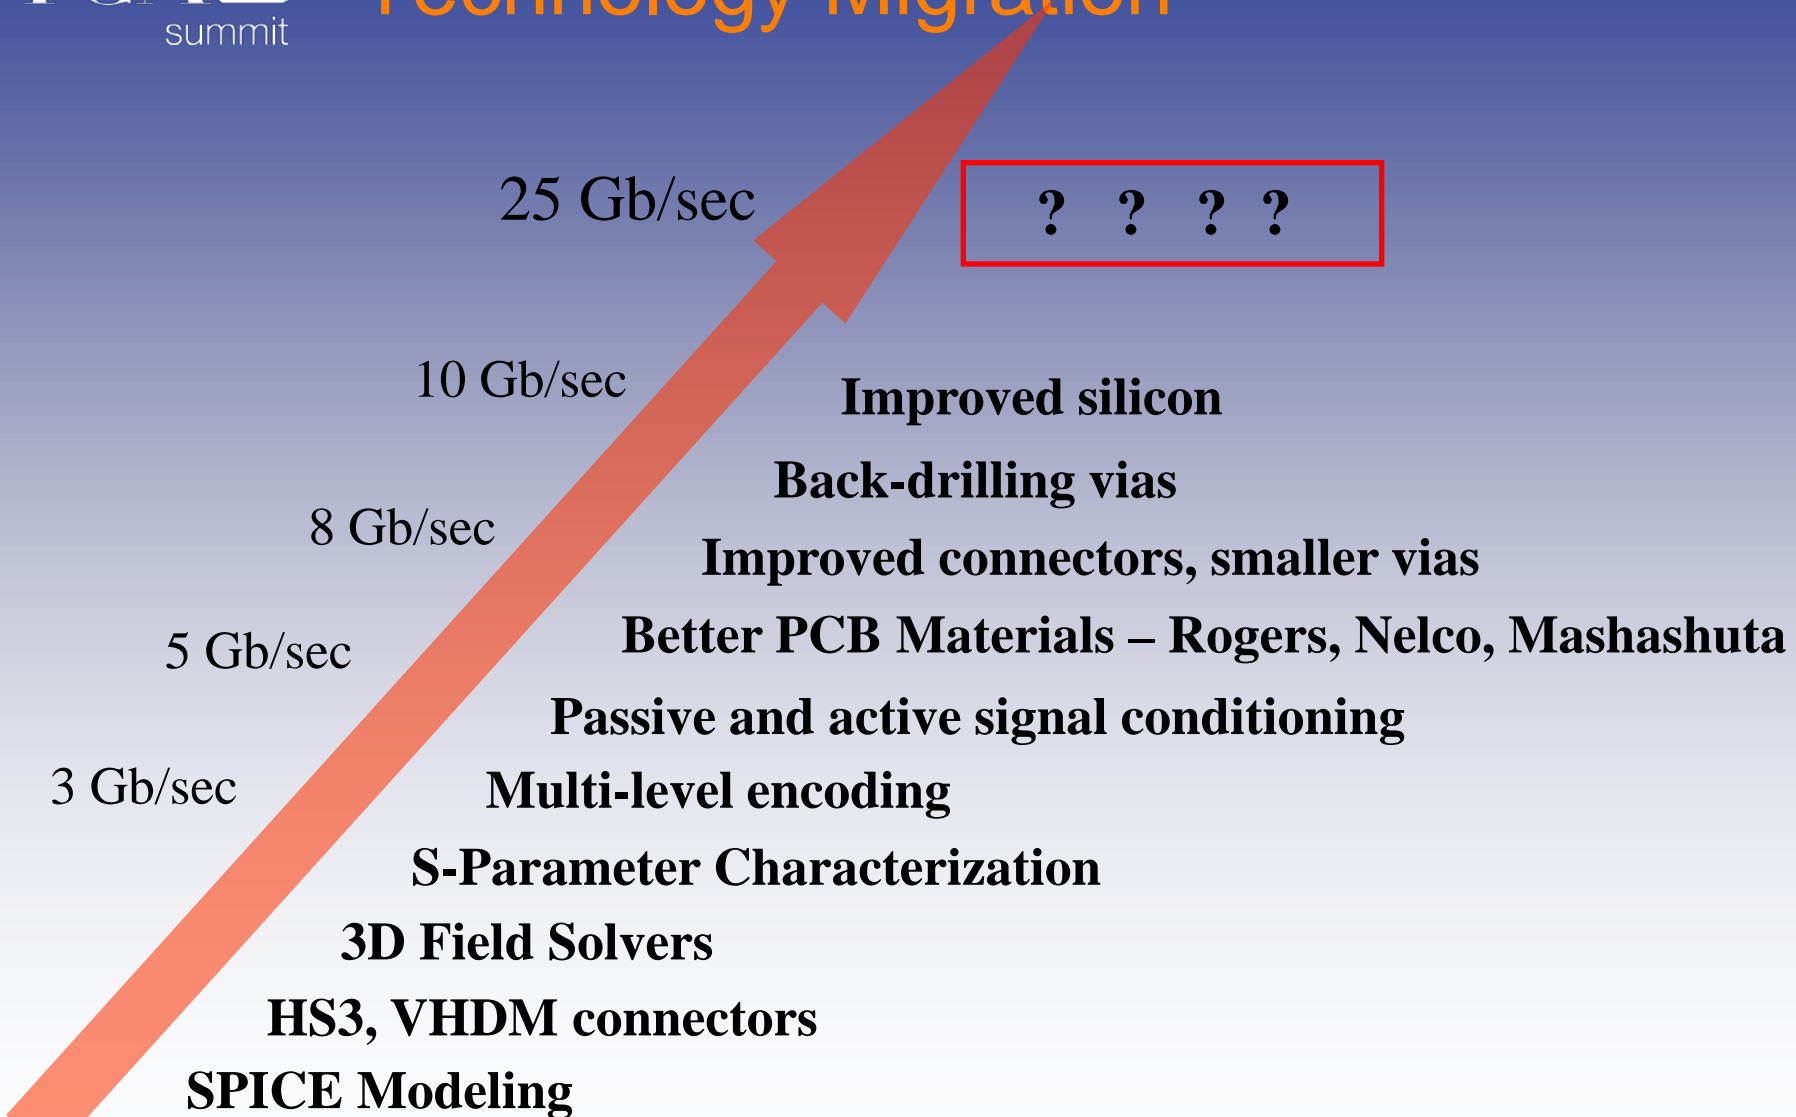 summit
Technology Migration
25 Gb/sec
? ? ? ?
10 Gb/sec
Improved silicon
Back-drilling vias
8 Gb/sec
Improved connectors, smaller vias
Better PCB Materials – Rogers, Nelco, Mashashuta
5 Gb/sec
Passive and active signal conditioning
3 Gb/sec
Multi-level encoding
S-Parameter Characterization
3D Field Solvers
HS3, VHDM connectors
SPICE Modeling